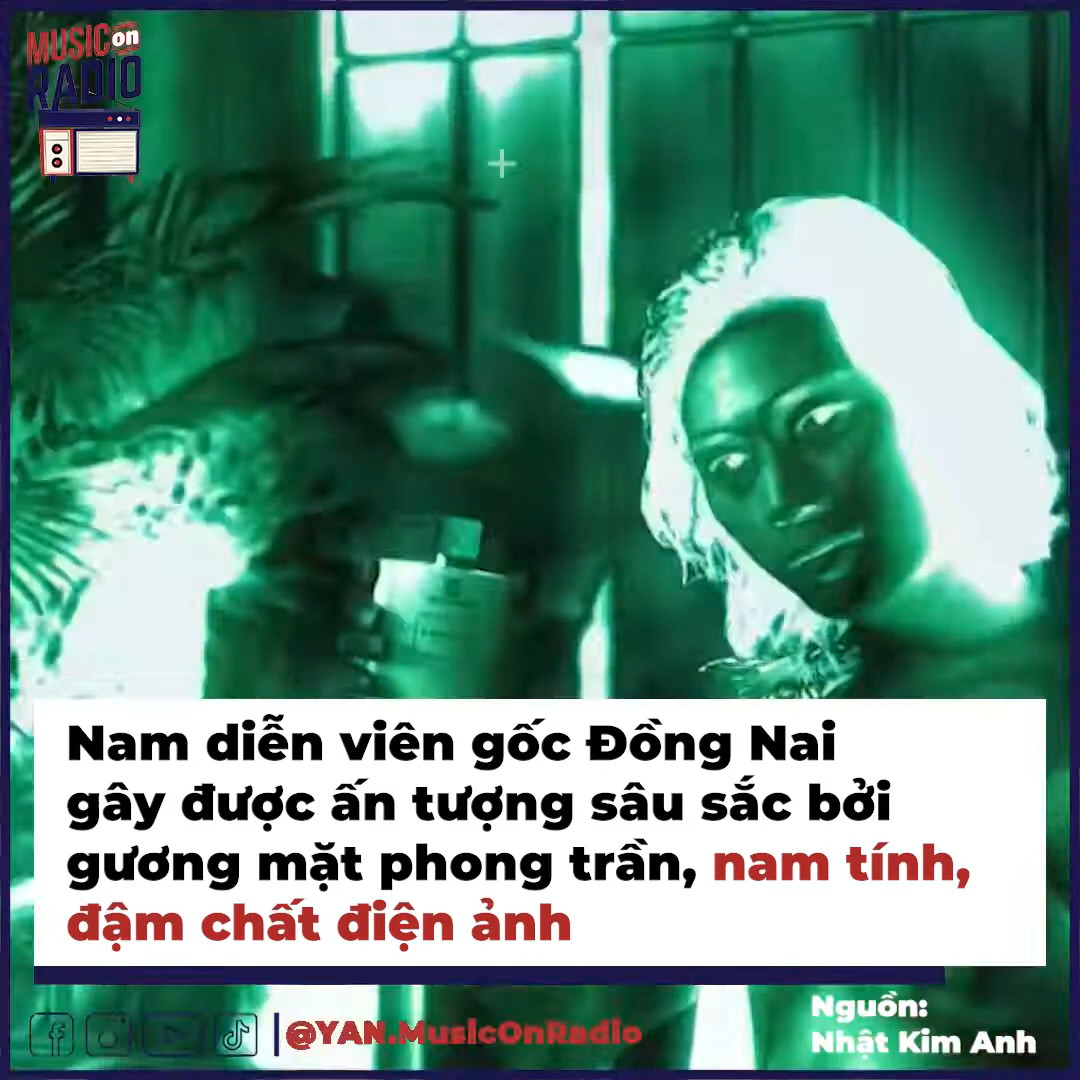 MUSIC on
RADIO
Nam diễn viên gốc Đồng Nai
gây được ấn tượng sâu sắc bởi
gương mặt phong trần, nam tính,
đậm chất điện ảnh
@YAN.MusicOnRadio
Nguồn:
Nhật Kim Anh